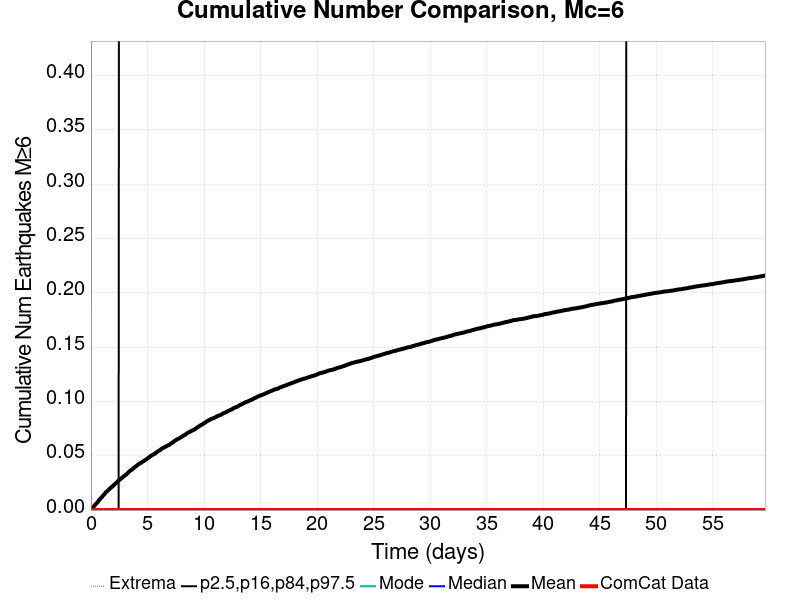 Cumulative Number Comparison, Mc=6
Cumulative Num Earthquakes M≥6
0.40
0.35
0.30
0.25
0.20
0.15
0.10
0.05
0.00
0 5 10 15 20 25 30 35 40 45 50 55
Time (days)
Extrema p2.5,p16,p84,p97.5 Mode Median Mean ComCat Data